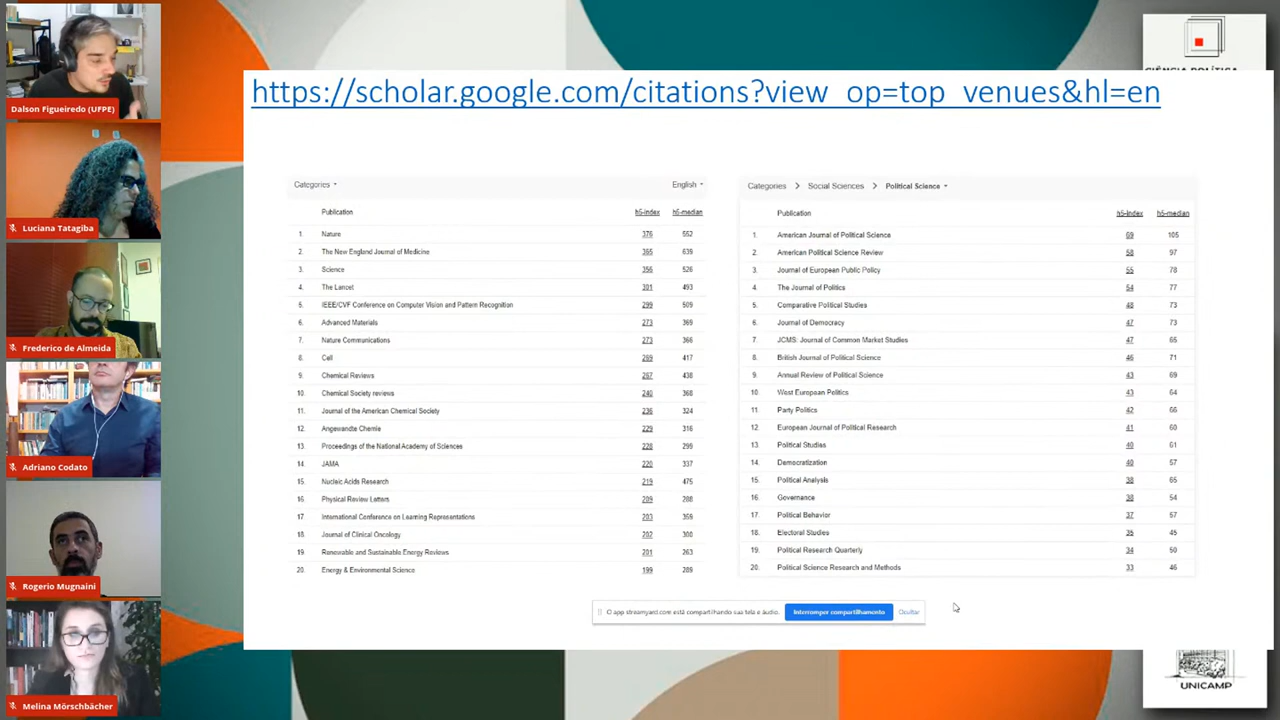 Dalson Figueiredo (UFPE)
Luciana Tatagiba
Frederico de Almeida
Adriano Codato
Rogerio Mugnaini
Melina Mörschbächer
https://scholar.google.com/citations?view_op=top_venues&hl=en
Categories English
Publication h5-index h5-median
1. Nature 376 552
2. The New England Journal of Medicine 365 639
3. Science 356 526
4. The Lancet 301 493
5. IEEE/CVF Conference on Computer Vision and Pattern Recognition 299 509
6. Advanced Materials 273 369
7. Nature Communications 273 366
8. Cell 269 417
9. Chemical Reviews 267 438
10. Chemical Society reviews 240 368
11. Journal of the American Chemical Society 236 324
12. Angewandte Chemie 229 316
13. Proceedings of the National Academy of Sciences 228 299
14. JAMA 220 337
15. Nucleic Acids Research 219 475
16. Physical Review Letters 209 288
17. International Conference on Learning Representations 203 359
18. Journal of Clinical Oncology 202 300
19. Renewable and Sustainable Energy Reviews 201 263
20. Energy & Environmental Science 199 289
Categories > Social Sciences > Political Science
Publication h5-index h5-median
1. American Journal of Political Science 69 105
2. American Political Science Review 58 97
3. Journal of European Public Policy 55 78
4. The Journal of Politics 54 77
5. Comparative Political Studies 48 73
6. Journal of Democracy 47 73
7. JCMS: Journal of Common Market Studies 47 65
8. British Journal of Political Science 46 71
9. Annual Review of Political Science 43 69
10. West European Politics 43 64
11. Party Politics 42 66
12. European Journal of Political Research 41 60
13. Political Studies 40 61
14. Democratization 40 57
15. Political Analysis 38 65
16. Governance 38 54
17. Political Behavior 37 57
18. Electoral Studies 35 45
19. Political Research Quarterly 34 50
20. Political Science Research and Methods 33 46
O app streamyard.com está compartilhando sua tela e áudio. Interromper compartilhamento Ocultar
CIÊNCIA POLÍTICA
UNICAMP